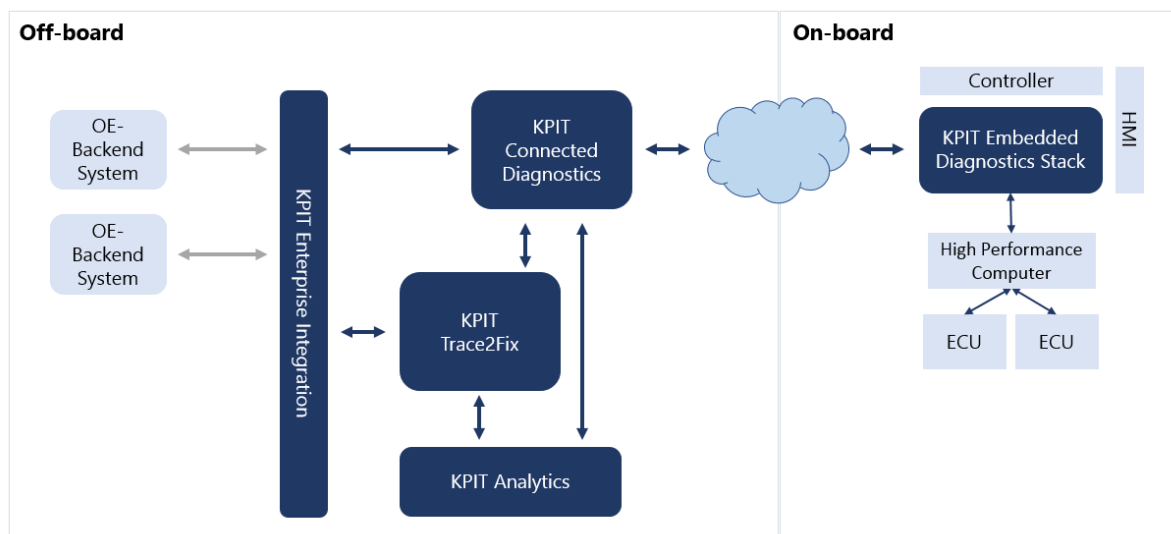 Off-board
On-board
OE-
Backend
System
OE-
Backend
System
KPIT Enterprise Integration
KPIT
Connected
Diagnostics
KPIT
Trace2Fix
KPIT Analytics
Controller
KPIT Embedded
Diagnostics Stack
HMI
High Performance
Computer
ECU
ECU